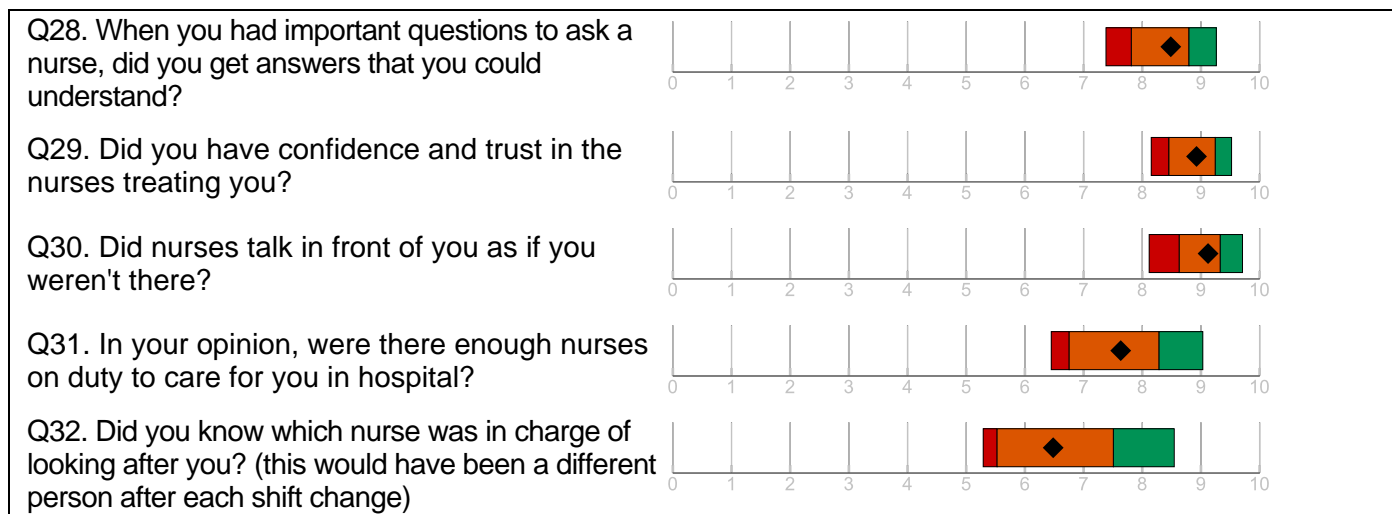 Q28. When you had important questions to ask a
nurse, did you get answers that you could
understand?
0 1 2 3 4 5 6 7 8 9 10
Q29. Did you have confidence and trust in the
nurses treating you?
0 1 2 3 4 5 6 7 8 9 10
Q30. Did nurses talk in front of you as if you
weren't there?
0 1 2 3 4 5 6 7 8 9 10
Q31. In your opinion, were there enough nurses
on duty to care for you in hospital?
0 1 2 3 4 5 6 7 8 9 10
Q32. Did you know which nurse was in charge of
looking after you? (this would have been a different
person after each shift change)
0 1 2 3 4 5 6 7 8 9 10